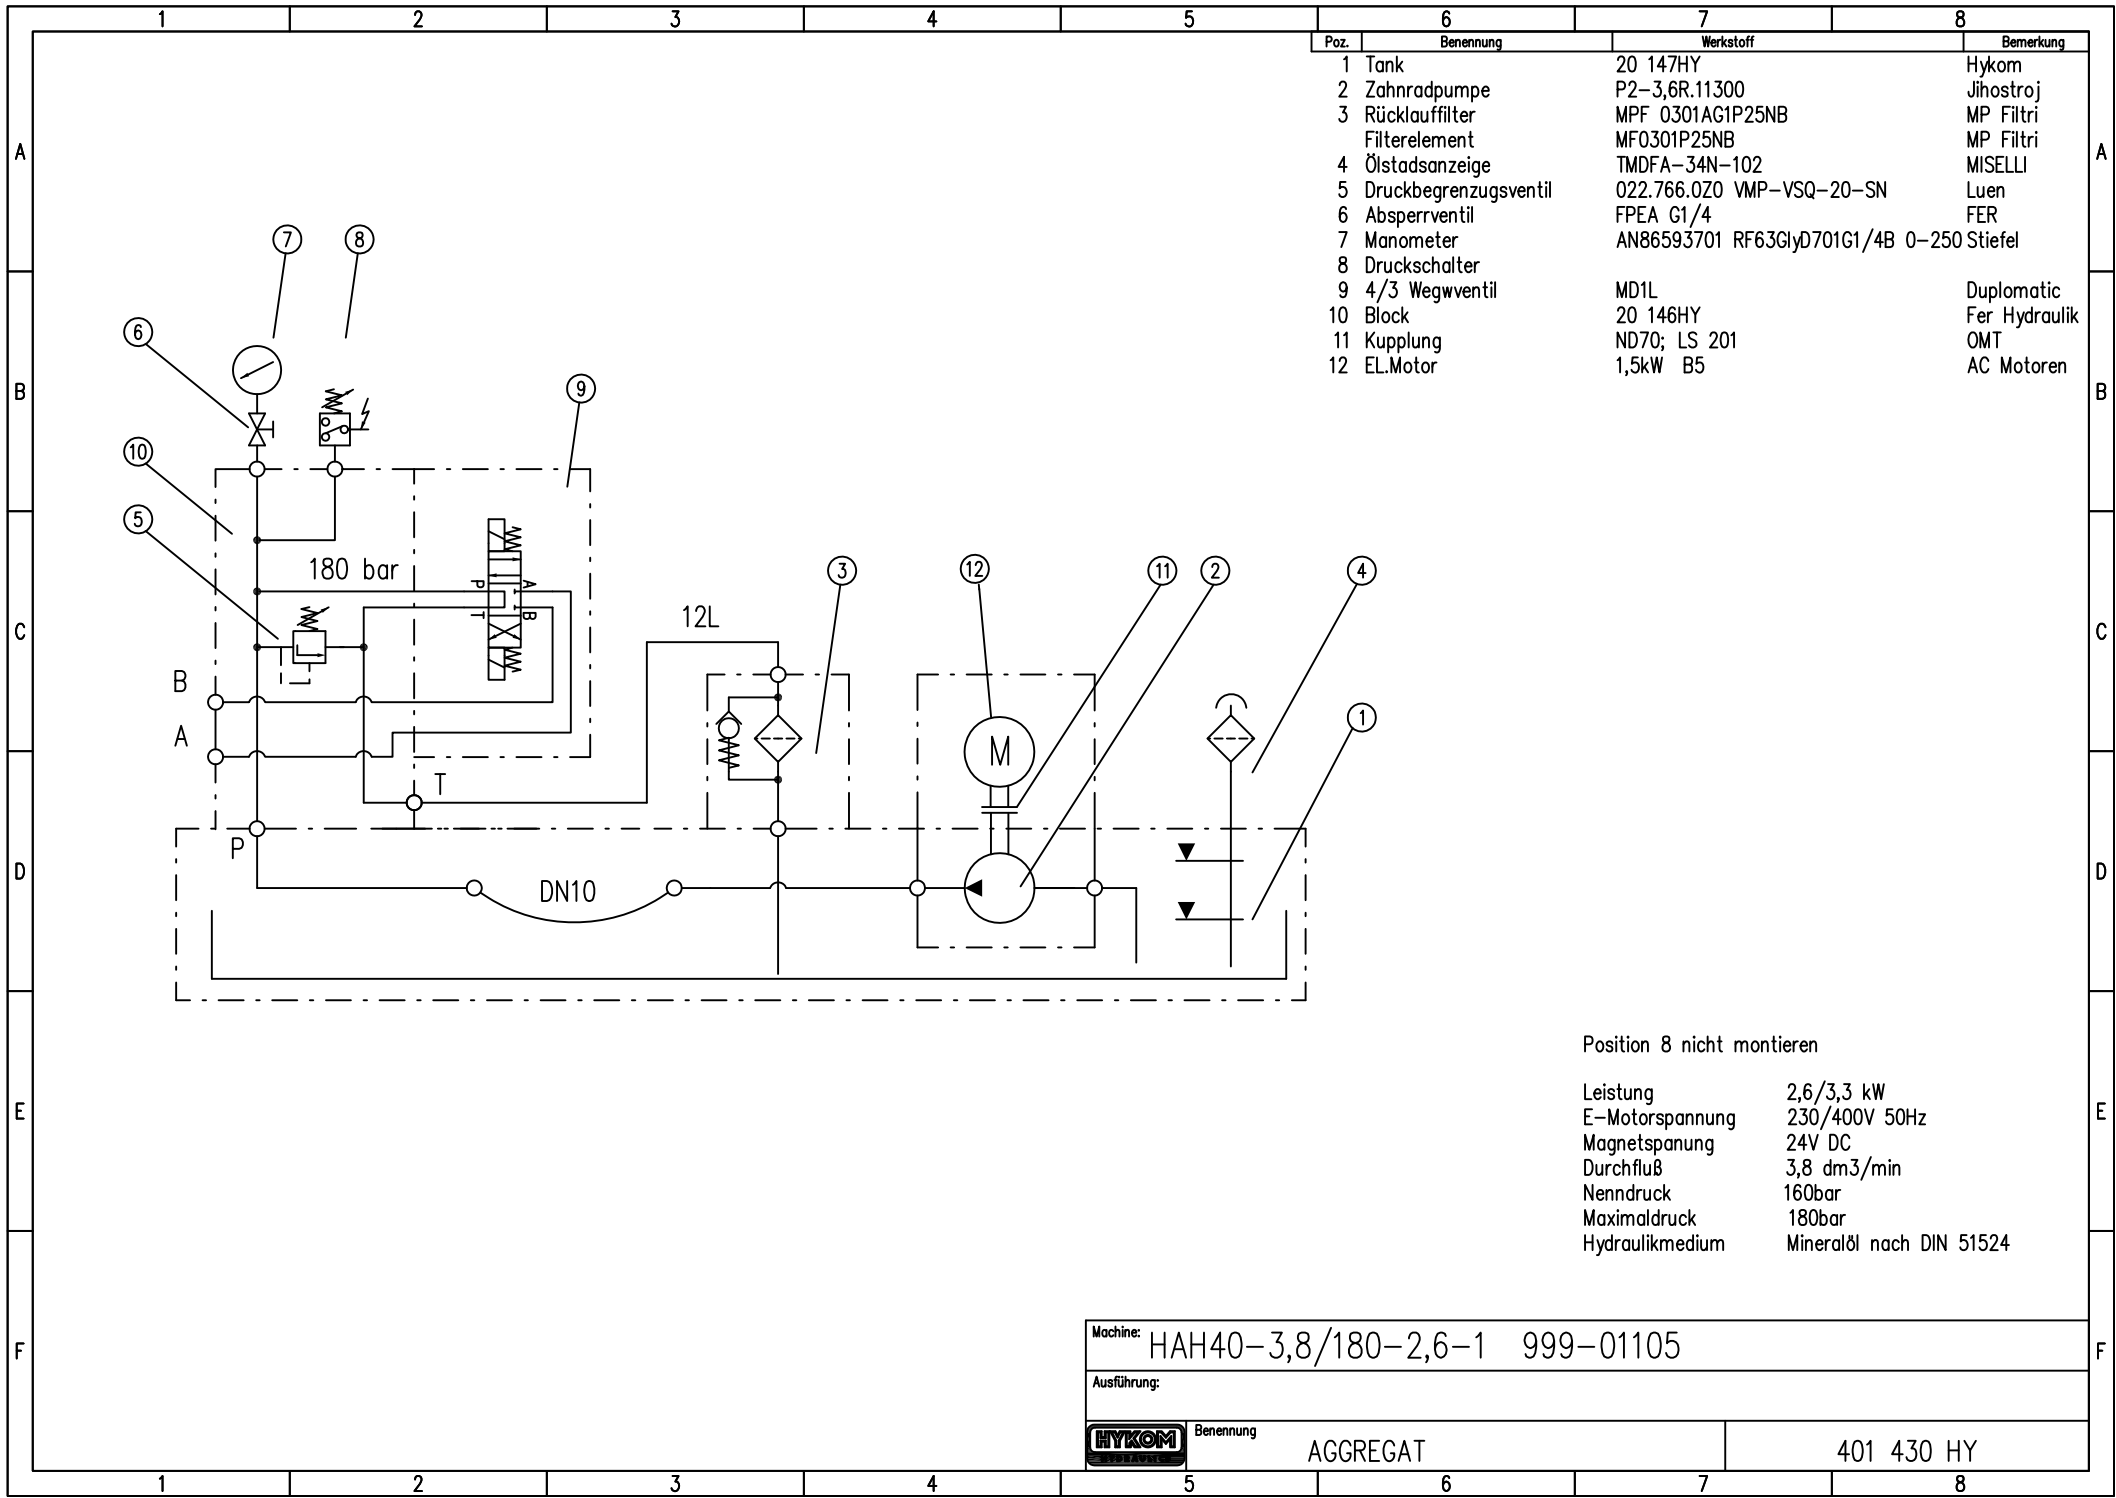 1 2 3 4 5 6 7 8
Poz. Benennung Werkstoff Bemerkung
1 Tank 20 147HY Hykom
2 Zahnradpumpe P2-3,6R.11300 Jihostroj
3 Rücklauffilter MPF 0301AG1P25NB MP Filtri
Filterelement MF0301P25NB MP Filtri
4 Ölstadsanzeige TMDFA-34N-102 MISELLI
5 Druckbegrenzugsventil 022.766.0Z0 VMP-VSQ-20-SN Luen
6 Absperrventil FPEA G1/4 FER
7 Manometer AN86593701 RF63GlyD701G1/4B 0-250 Stiefel
8 Druckschalter
9 4/3 Wegwventil MD1L Duplomatic
10 Block 20 146HY Fer Hydraulik
11 Kupplung ND70; LS 201 OMT
12 EL.Motor 1,5kW B5 AC Motoren
A A
7 8
6
B B
9
10
5
180 bar
P A
T B
3 12 11 2 4
12L
C C
B
A
1
M
T
P
D D
DN10
Position 8 nicht montieren
Leistung 2,6/3,3 kW
E-Motorspannung 230/400V 50Hz
Magnetspanung 24V DC
Durchfluß 3,8 dm3/min
Nenndruck 160bar
Maximaldruck 180bar
Hydraulikmedium Mineralöl nach DIN 51524
E E
Machine: HAH40-3,8/180-2,6-1 999-01105
F F
Ausführung:
HYKOM
HYDRAULICS
Benennung
AGGREGAT
401 430 HY
1 2 3 4 5 6 7 8